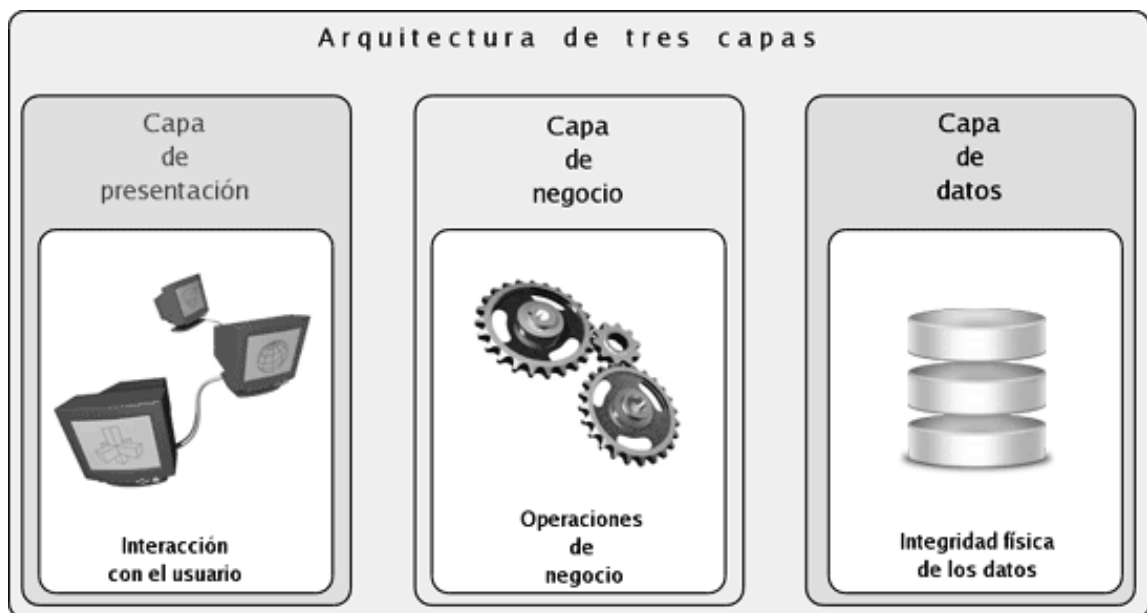 Arquitectura de tres capas
Capa
de
presentación
Interacción
con el usuario
Capa
de
negocio
Operaciones
de
negocio
Capa
de
datos
Integridad física
de los datos